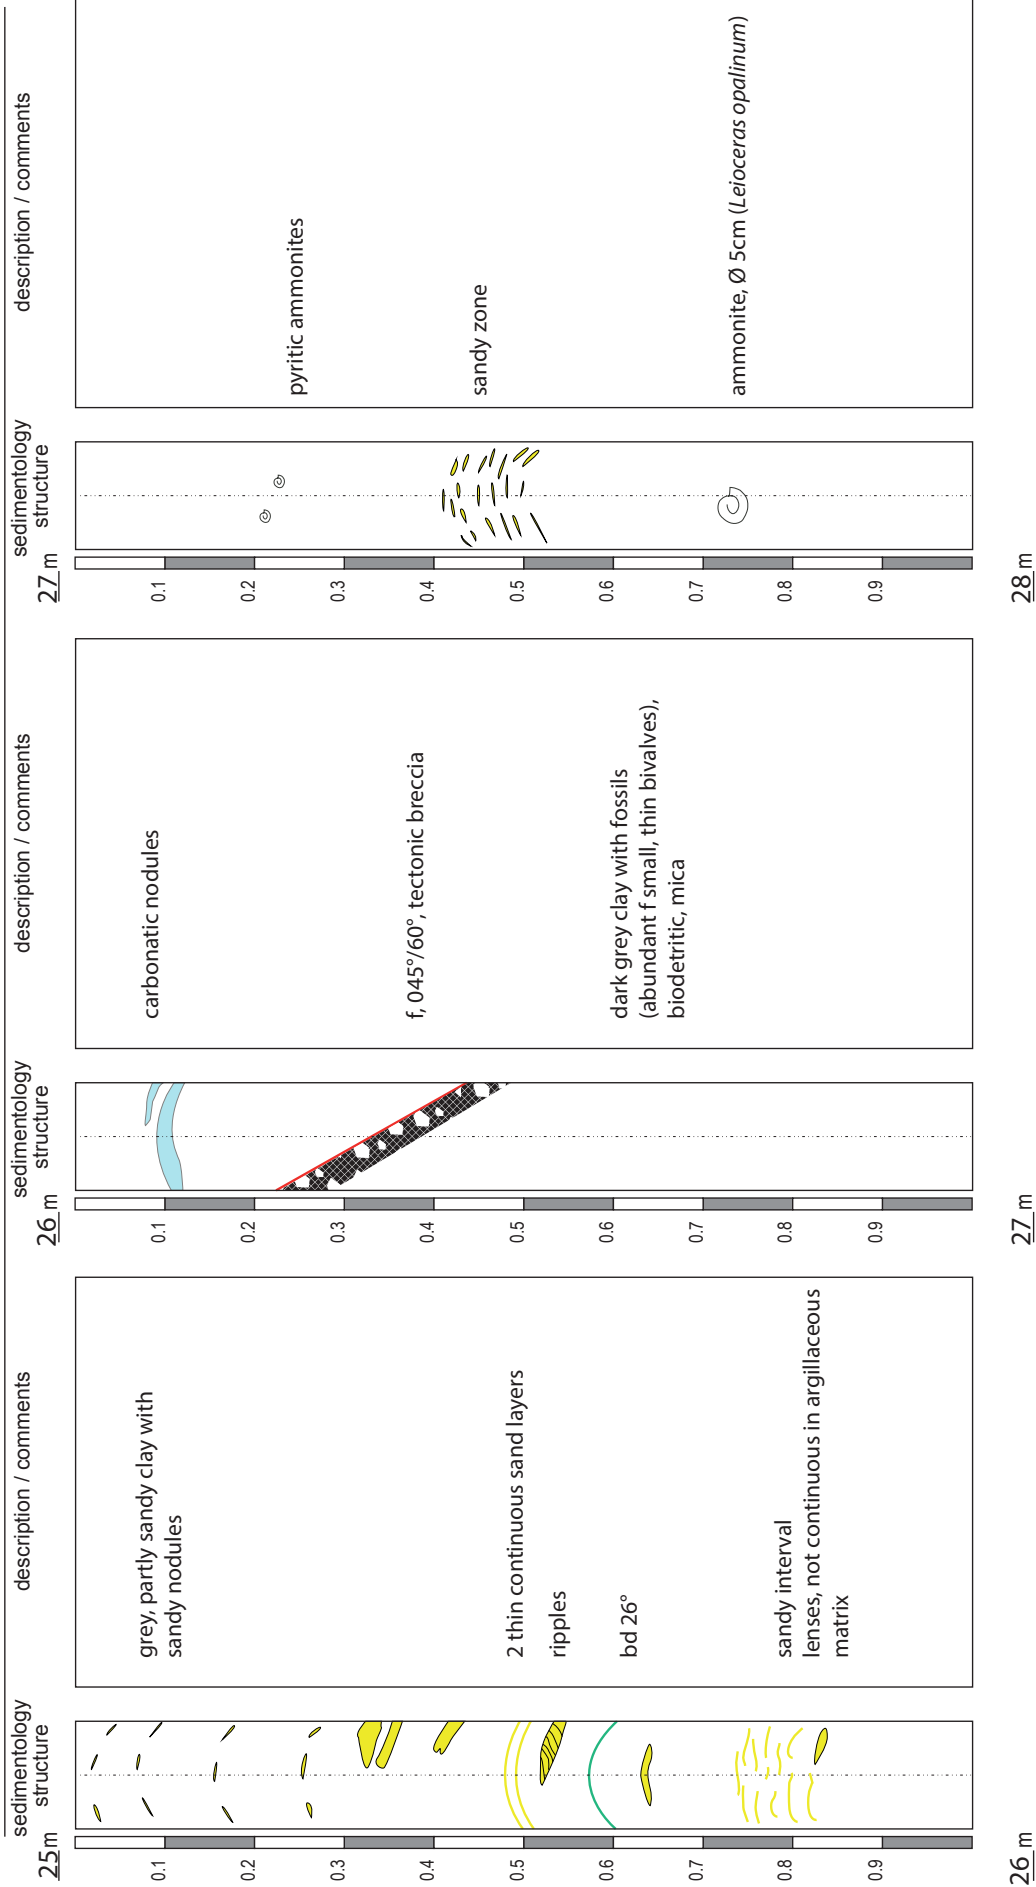 25 m
sedimentology
structure
description / comments
0.1
0.2
0.3
0.4
0.5
0.6
0.7
0.8
0.9
grey, partly sandy clay with
sandy nodules
2 thin continuous sand layers
ripples
bd 26°
sandy interval
lenses, not continuous in argillaceous
matrix
26 m
26 m
sedimentology
structure
description / comments
0.1
0.2
0.3
0.4
0.5
0.6
0.7
0.8
0.9
carbonatic nodules
f, 045°/60°, tectonic breccia
dark grey clay with fossils
(abundant f small, thin bivalves),
biodetritic, mica
27 m
27 m
sedimentology
structure
description / comments
0.1
0.2
0.3
0.4
0.5
0.6
0.7
0.8
0.9
pyritic ammonites
sandy zone
ammonite, Ø 5cm (Leioceras opalinum)
28 m